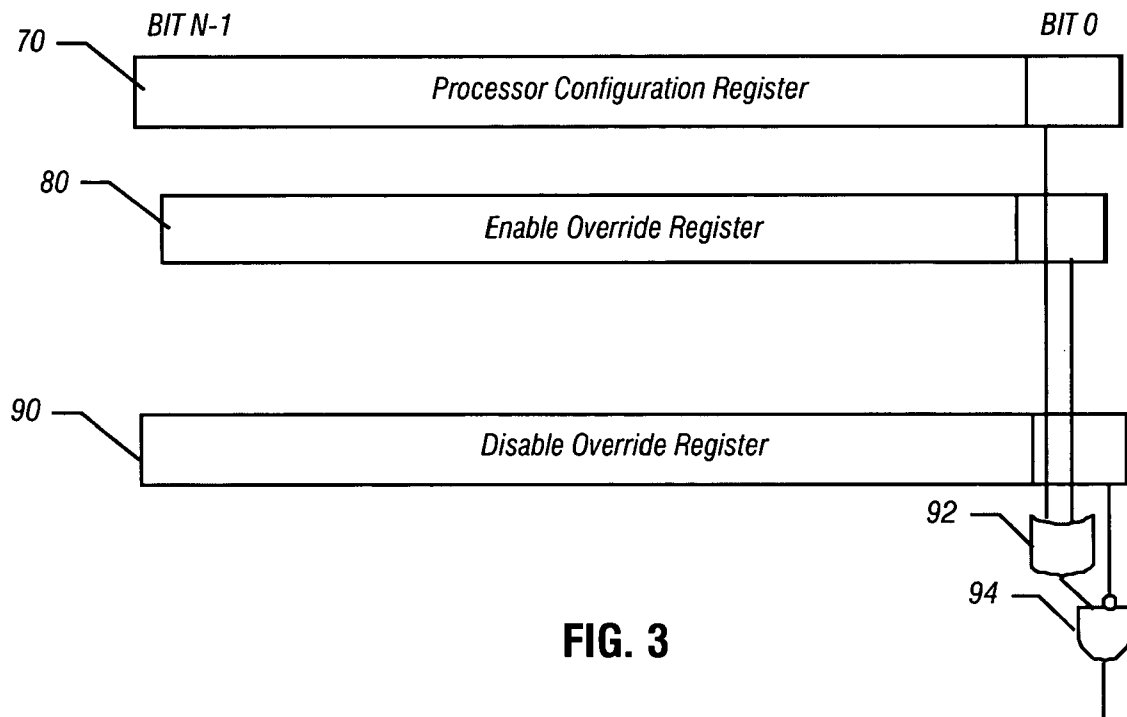 BIT N-1 BIT 0
70
Processor Configuration Register
80
Enable Override Register
90
Disable Override Register
92
94
FIG. 3